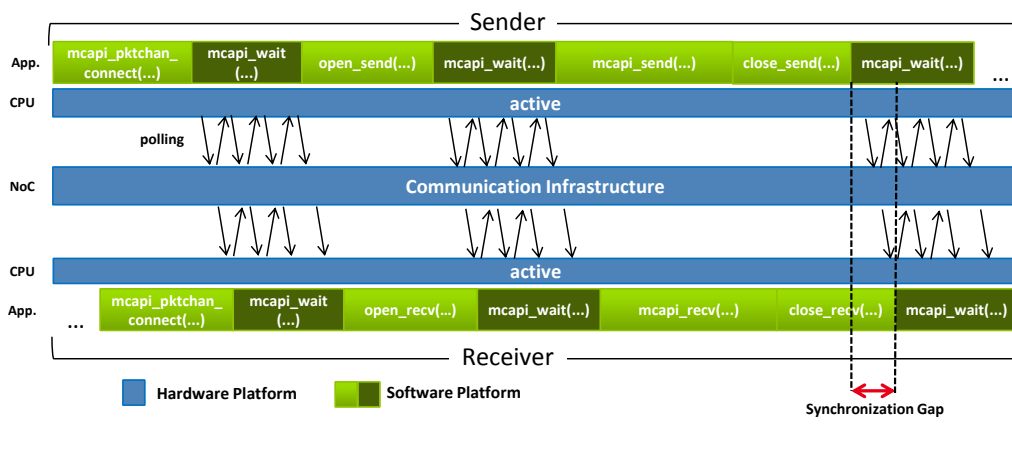 Sender
App.
mcapi_pktchan_
connect(...)
mcapi_wait
(...)
open_send(...)
mcapi_wait(...)
mcapi_send(...)
close_send(...)
mcapi_wait(...)
...
CPU
active
polling
NoC
Communication Infrastructure
CPU
active
App.
...
mcapi_pktchan_
connect(...)
mcapi_wait
(...)
open_recv(...)
mcapi_wait(...)
mcapi_recv(...)
close_recv(...)
mcapi_wait(...)
Receiver
Hardware Platform
Software Platform
Synchronization Gap